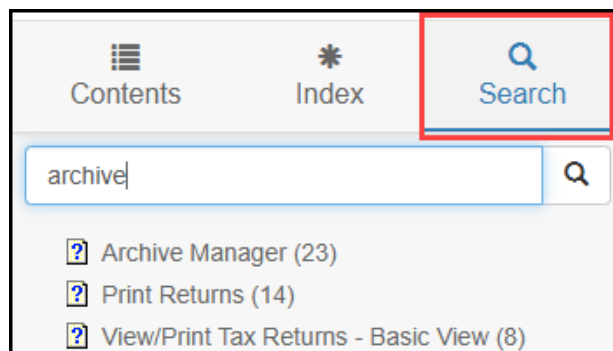 Contents Index Search
archive
Archive Manager (23)
Print Returns (14)
View/Print Tax Returns - Basic View (8)